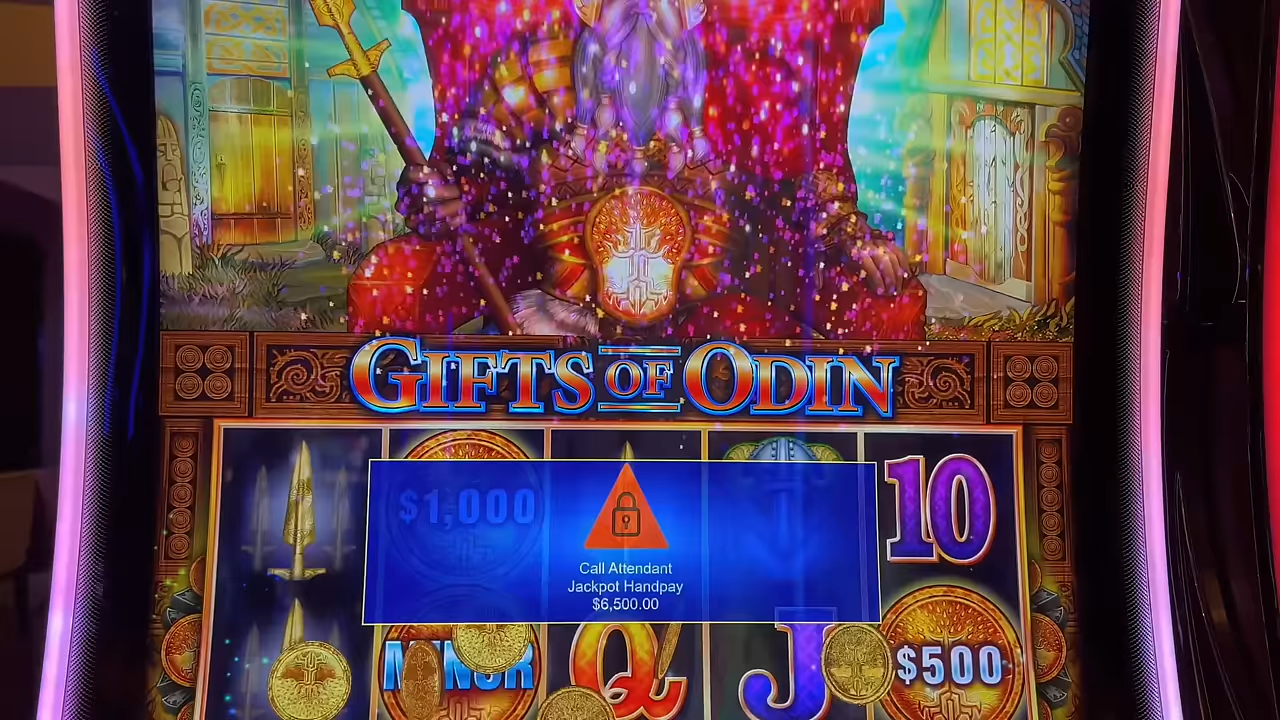 GIFTS OF ODIN
$1,000
10
Call Attendant
Jackpot Handpay
$6,500.00
MINOR
Q
J
$500